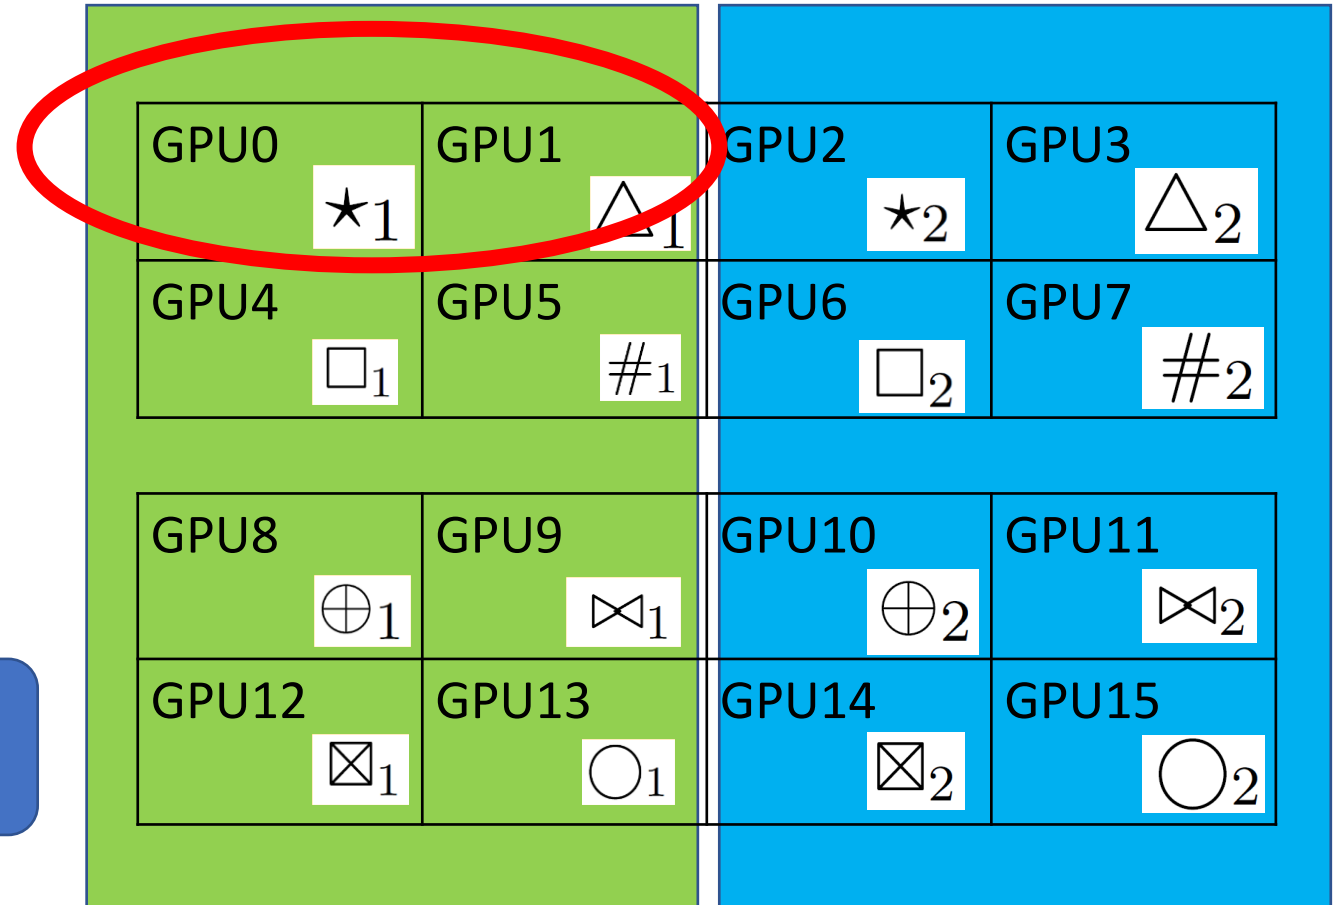 GPU0 GPU1 GPU2 GPU3
⋆1 △1 ⋆2 △2
GPU4 GPU5 GPU6 GPU7
□1 #1 □2 #2
GPU8 GPU9 GPU10 GPU11
⊕1 ⋈1 ⊕2 ⋈2
GPU12 GPU13 GPU14 GPU15
⊠1 ○1 ⊠2 ○2